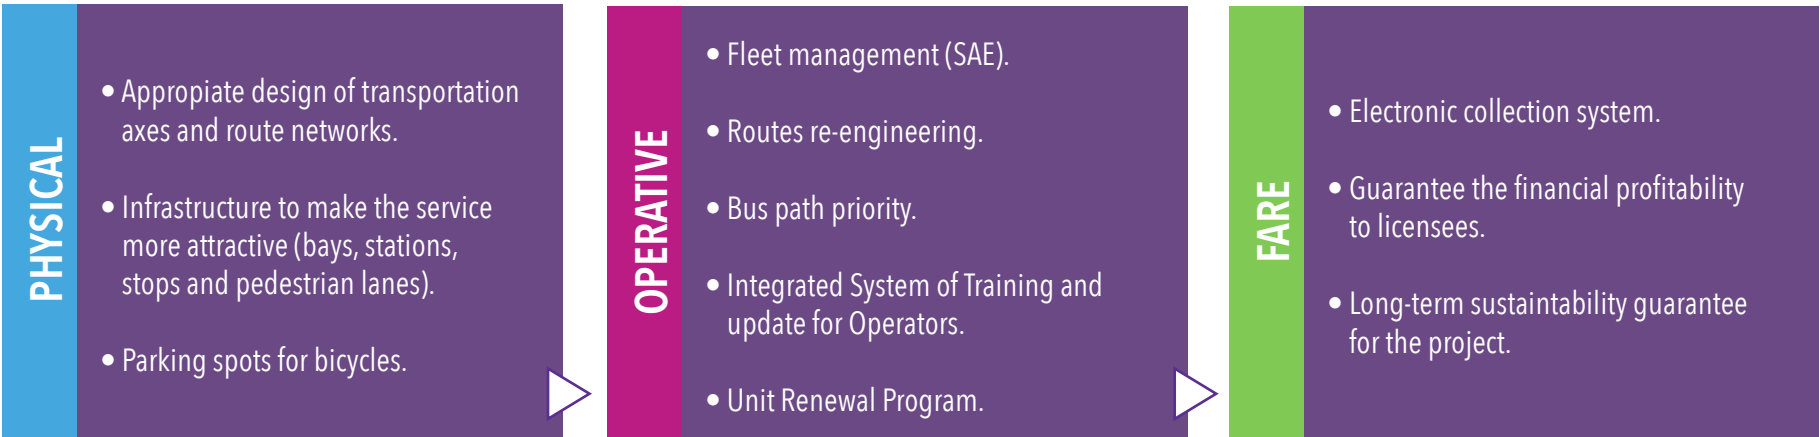 PHYSICAL
• Appropiate design of transportation
axes and route networks.
• Infrastructure to make the service
more attractive (bays, stations,
stops and pedestrian lanes).
• Parking spots for bicycles.
OPERATIVE
• Fleet management (SAE).
• Routes re-engineering.
• Bus path priority.
• Integrated System of Training and
update for Operators.
• Unit Renewal Program.
FARE
• Electronic collection system.
• Guarantee the financial profitability
to licensees.
• Long-term sustaintability guarantee
for the project.